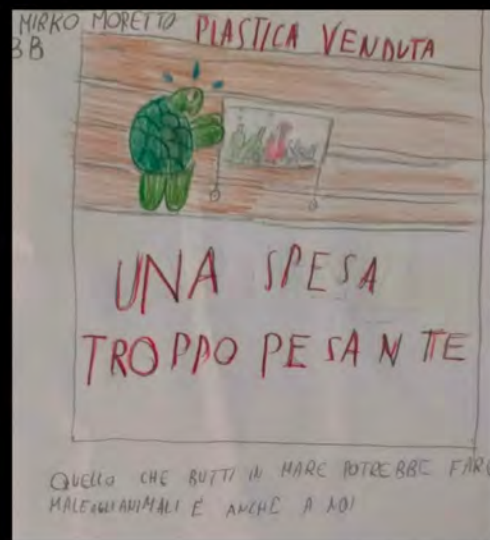 MIRKO MORETTO
3B
PLASTICA VENDUTA
UNA SPESA
TROPPO PESANTE
QUELLO CHE BUTTI IN MARE POTREBBE FARE
MALE AGLI ANIMALI E ANCHE A NOI